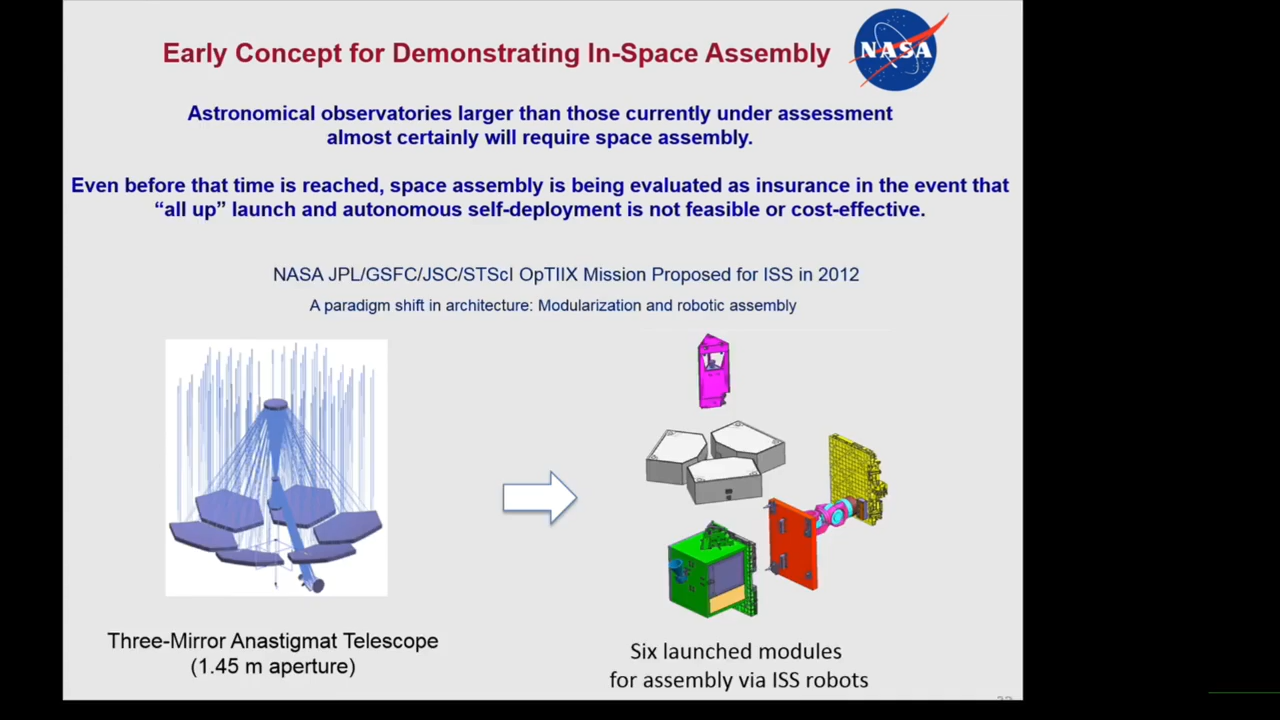 Early Concept for Demonstrating In-Space Assembly
NASA
Astronomical observatories larger than those currently under assessment
almost certainly will require space assembly.
Even before that time is reached, space assembly is being evaluated as insurance in the event that
“all up” launch and autonomous self-deployment is not feasible or cost-effective.
NASA JPL/GSFC/JSC/STScI OpTIIX Mission Proposed for ISS in 2012
A paradigm shift in architecture: Modularization and robotic assembly
Three-Mirror Anastigmat Telescope
(1.45 m aperture)
Six launched modules
for assembly via ISS robots